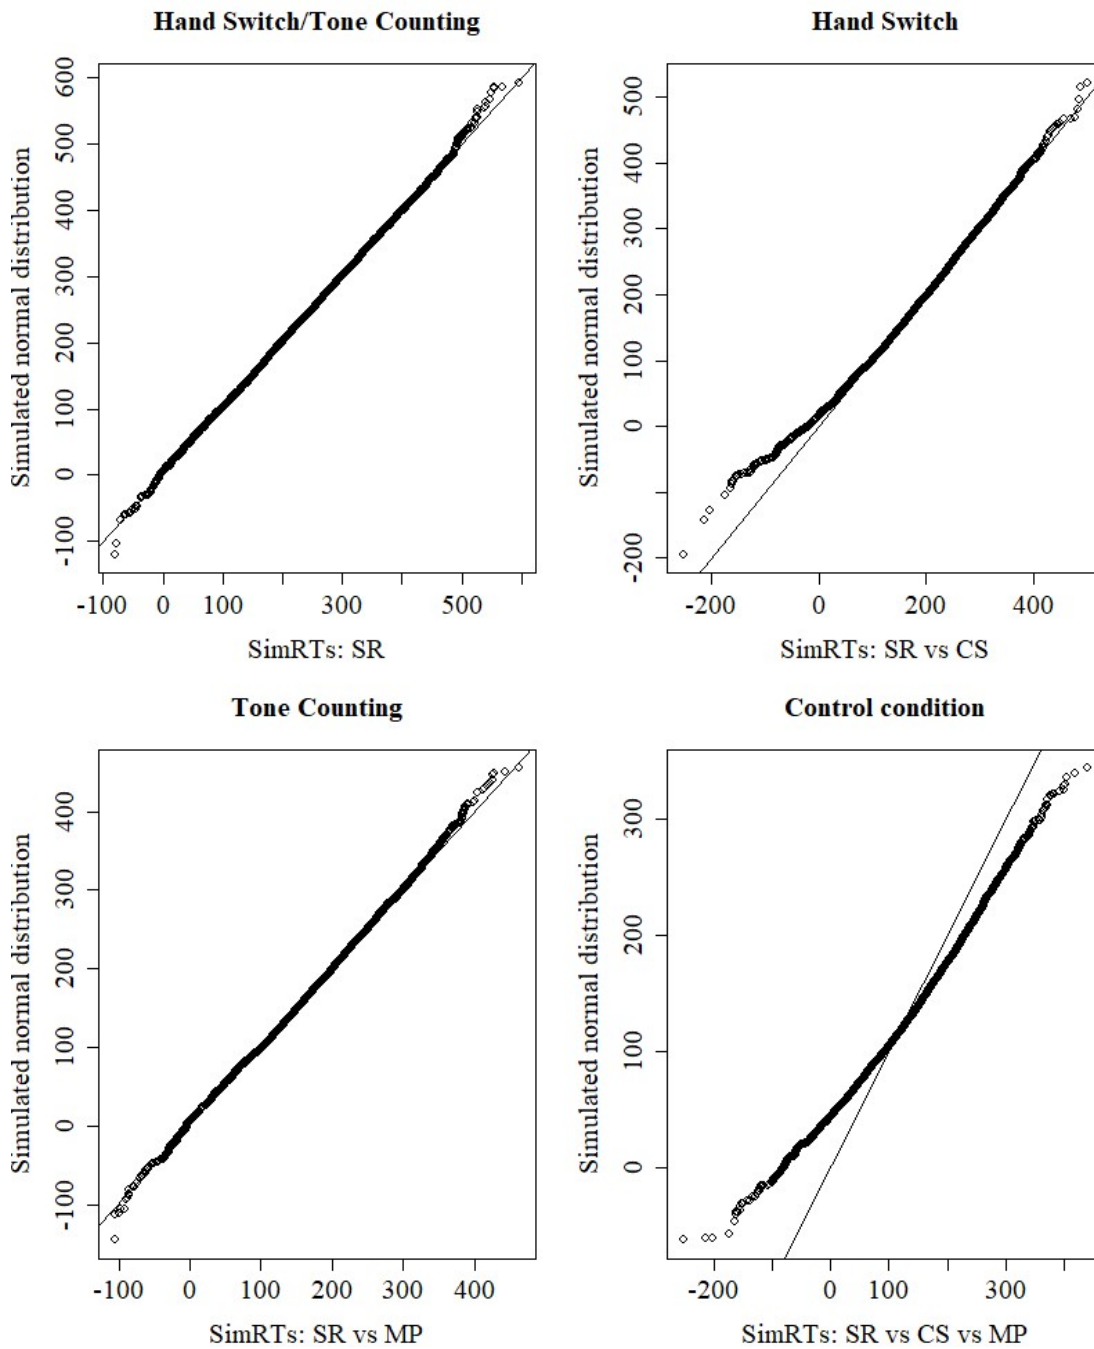 Hand Switch/Tone Counting
Simulated normal distribution
600
500
400
300
200
100
0
-100
-100 0 100 300 500
SimRTs: SR
Hand Switch
Simulated normal distribution
500
400
300
200
100
0
-200
-200 0 200 400
SimRTs: SR vs CS
Tone Counting
Simulated normal distribution
400
300
200
100
0
-100
-100 0 100 200 300 400
SimRTs: SR vs MP
Control condition
Simulated normal distribution
300
200
100
0
-200 0 100 300
SimRTs: SR vs CS vs MP